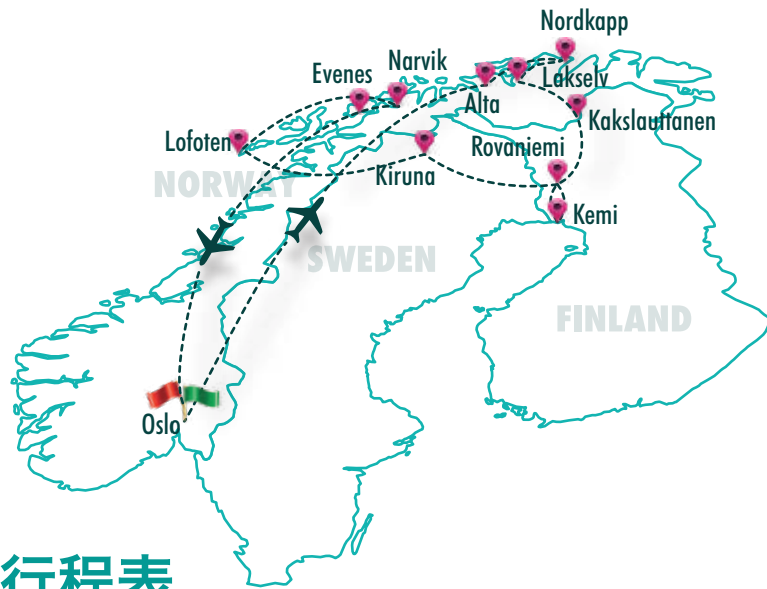 Nordkapp
Narvik
Evenes
Lakselv
Alta
Kakslauttanen
Lofoten
Rovaniemi
Kiruna
NORWAY
Kemi
SWEDEN
FINLAND
Oslo
行程表